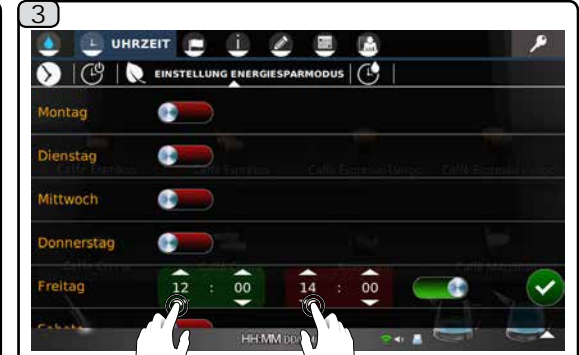 3
UHRZEIT
EINSTELLUNG ENERGIESPARMODUS
Montag
Dienstag
Mittwoch
Donnerstag
Freitag 12 : 00 14 : 00
HH:MM